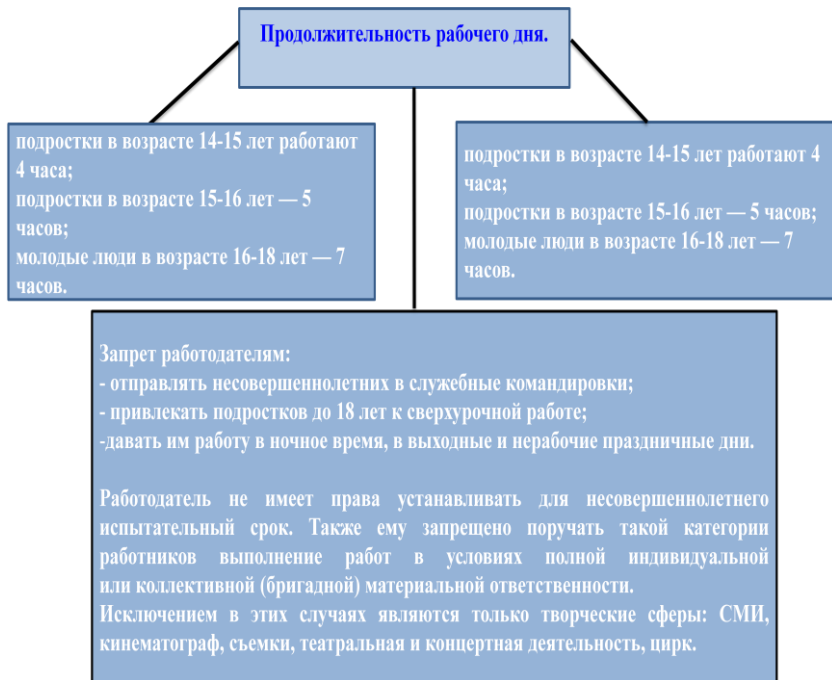 Продолжительность рабочего дня.
подростки в возрасте 14-15 лет работают
4 часа;
подростки в возрасте 15-16 лет — 5
часов;
молодые люди в возрасте 16-18 лет — 7
часов.
подростки в возрасте 14-15 лет работают 4
часа;
подростки в возрасте 15-16 лет — 5 часов;
молодые люди в возрасте 16-18 лет — 7
часов.
Запрет работодателям:
- отправлять несовершеннолетних в служебные командировки;
- привлекать подростков до 18 лет к сверхурочной работе;
-давать им работу в ночное время, в выходные и нерабочие праздничные дни.
Работодатель не имеет права устанавливать для несовершеннолетнего
испытательный срок. Также ему запрещено поручать такой категории
работников выполнение работ в условиях полной индивидуальной
или коллективной (бригадной) материальной ответственности.
Исключением в этих случаях являются только творческие сферы: СМИ,
кинематограф, съемки, театральная и концертная деятельность, цирк.